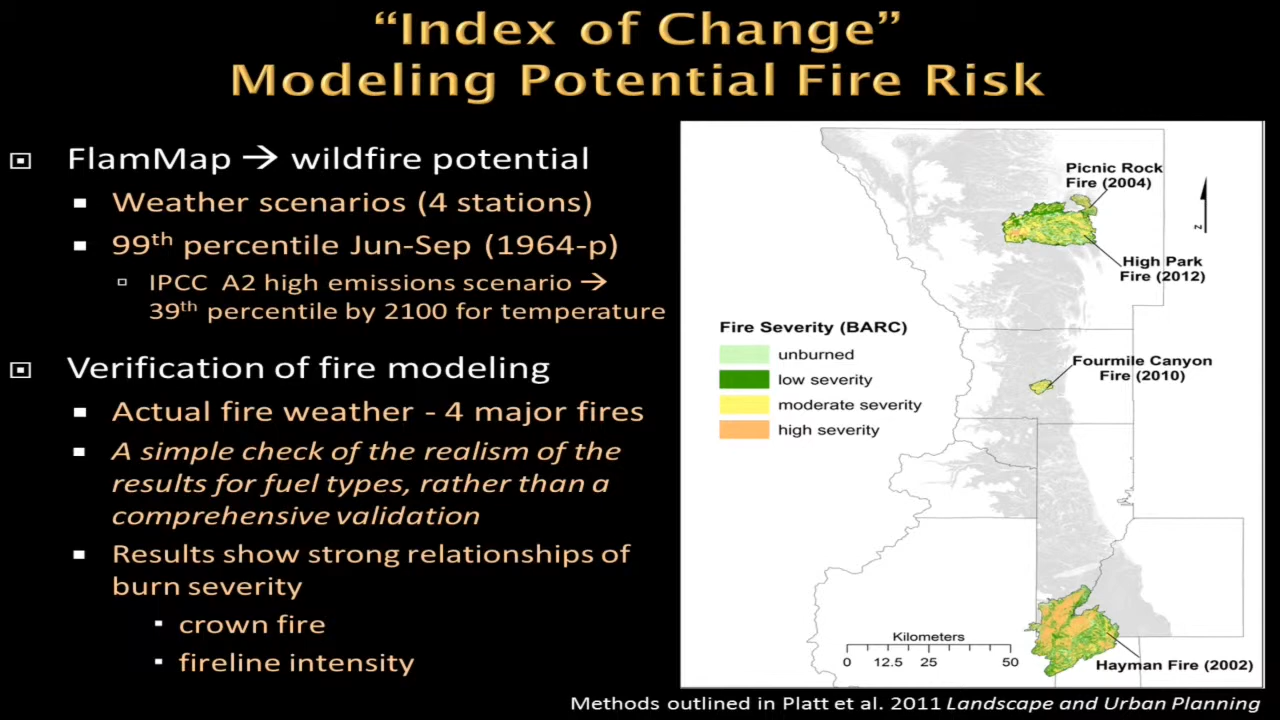 “Index of Change”
Modeling Potential Fire Risk
FlamMap → wildfire potential
Weather scenarios (4 stations)
99th percentile Jun-Sep (1964-p)
IPCC A2 high emissions scenario →
39th percentile by 2100 for temperature
Verification of fire modeling
Actual fire weather - 4 major fires
A simple check of the realism of the
results for fuel types, rather than a
comprehensive validation
Results show strong relationships of
burn severity
crown fire
fireline intensity
Picnic Rock
Fire (2004)
N
High Park
Fire (2012)
Fire Severity (BARC)
unburned
low severity
moderate severity
high severity
Fourmile Canyon
Fire (2010)
Kilometers
0 12.5 25 50
Hayman Fire (2002)
Methods outlined in Platt et al. 2011 Landscape and Urban Planning